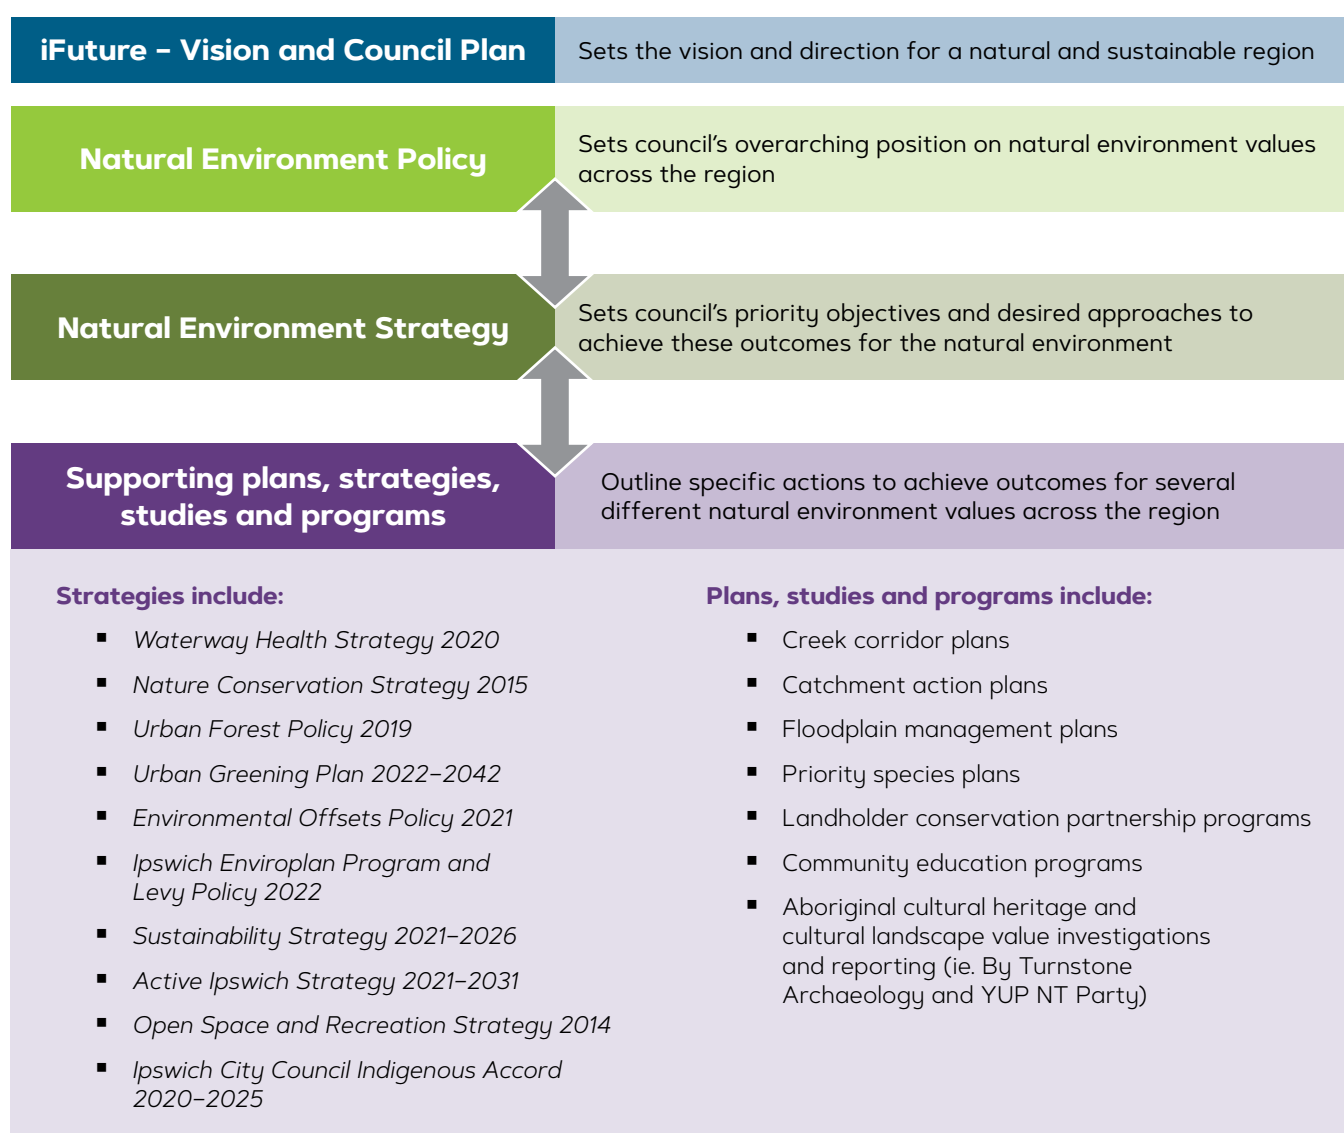 iFuture – Vision and Council Plan
Sets the vision and direction for a natural and sustainable region
Natural Environment Policy
Sets council's overarching position on natural environment values
across the region
Natural Environment Strategy
Sets council's priority objectives and desired approaches to
achieve these outcomes for the natural environment
Supporting plans, strategies,
studies and programs
Outline specific actions to achieve outcomes for several
different natural environment values across the region
Strategies include:
▪ Waterway Health Strategy 2020
▪ Nature Conservation Strategy 2015
▪ Urban Forest Policy 2019
▪ Urban Greening Plan 2022–2042
▪ Environmental Offsets Policy 2021
▪ Ipswich Enviroplan Program and
Levy Policy 2022
▪ Sustainability Strategy 2021–2026
▪ Active Ipswich Strategy 2021–2031
▪ Open Space and Recreation Strategy 2014
▪ Ipswich City Council Indigenous Accord
2020–2025
Plans, studies and programs include:
▪ Creek corridor plans
▪ Catchment action plans
▪ Floodplain management plans
▪ Priority species plans
▪ Landholder conservation partnership programs
▪ Community education programs
▪ Aboriginal cultural heritage and
cultural landscape value investigations
and reporting (ie. By Turnstone
Archaeology and YUP NT Party)